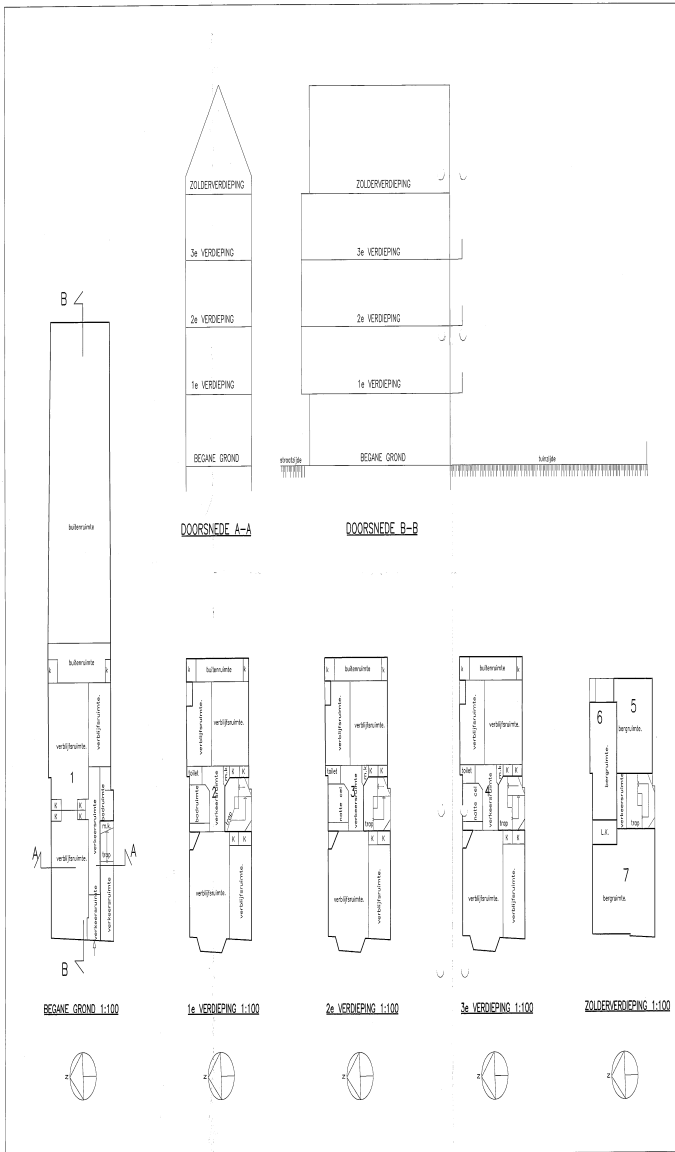 ZOLDERVERDIEPING
3e VERDIEPING
2e VERDIEPING
1e VERDIEPING
BEGANE GROND
DOORSNEDE A-A
ZOLDERVERDIEPING
3e VERDIEPING
2e VERDIEPING
1e VERDIEPING
straatzijde
BEGANE GROND
tuinzijde
DOORSNEDE B-B
B
buitenruimte
k
buitenruimte
k
verblijfsruimte.
verblijfsruimte.
1
K
K
K
K
verkeersruimte
badruimte
m.k.
trap
A
verblijfsruimte.
A
verkeersruimte
verkeersruimte
B
BEGANE GROND 1:100
z
k
buitenruimte
k
verblijfsruimte.
verblijfsruimte.
toilet
m.k
K
K
badruimte
2
verkeersruimte
trap
K
K
verblijfsruimte.
verblijfsruimte.
1e VERDIEPING 1:100
z
k
buitenruimte
k
verblijfsruimte.
verblijfsruimte.
toilet
m.k
K
K
natte cel
3
verkeersruimte
trap
K
K
verblijfsruimte.
verblijfsruimte.
2e VERDIEPING 1:100
z
k
buitenruimte
k
verblijfsruimte.
verblijfsruimte.
toilet
m.k
K
K
natte cel
4
verkeersruimte
trap
K
K
verblijfsruimte.
verblijfsruimte.
3e VERDIEPING 1:100
z
5
bergruimte.
6
bergruimte.
verkeersruimte
trap
L.K.
7
bergruimte.
ZOLDERVERDIEPING 1:100
z